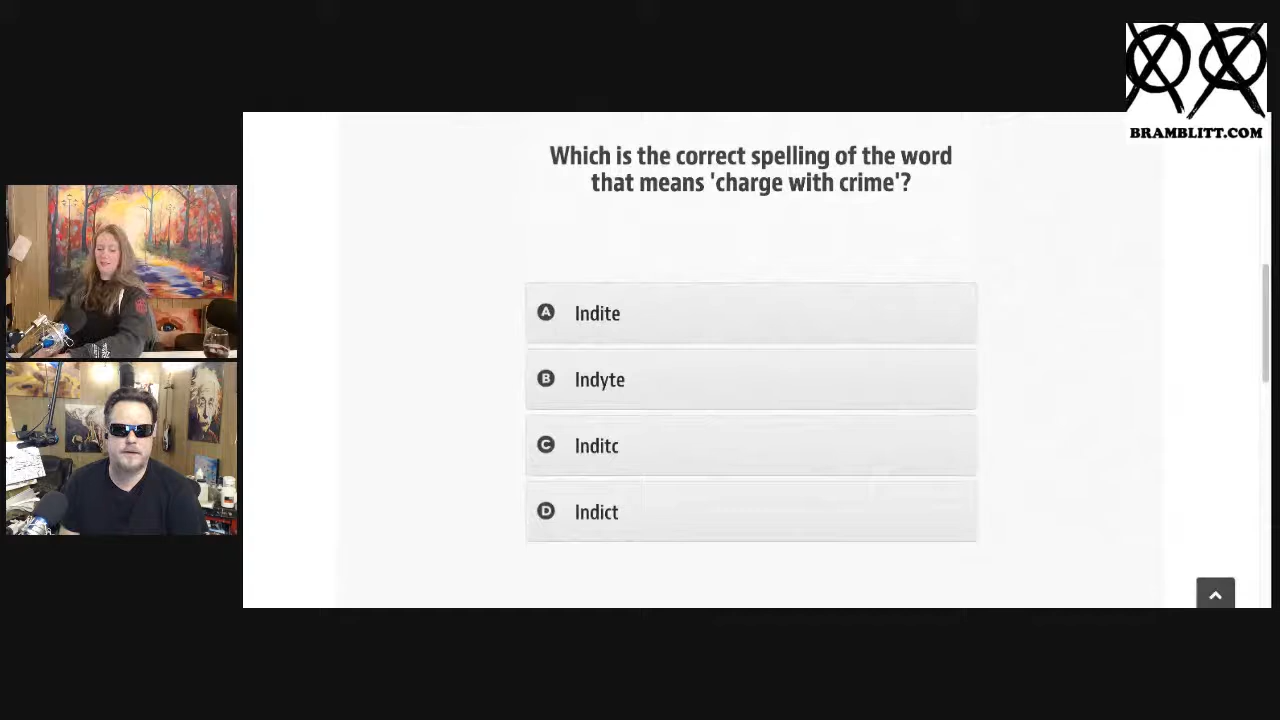 BRAMBLITT.COM
Which is the correct spelling of the word
that means 'charge with crime'?
A Indite
B Indyte
C Inditc
D Indict